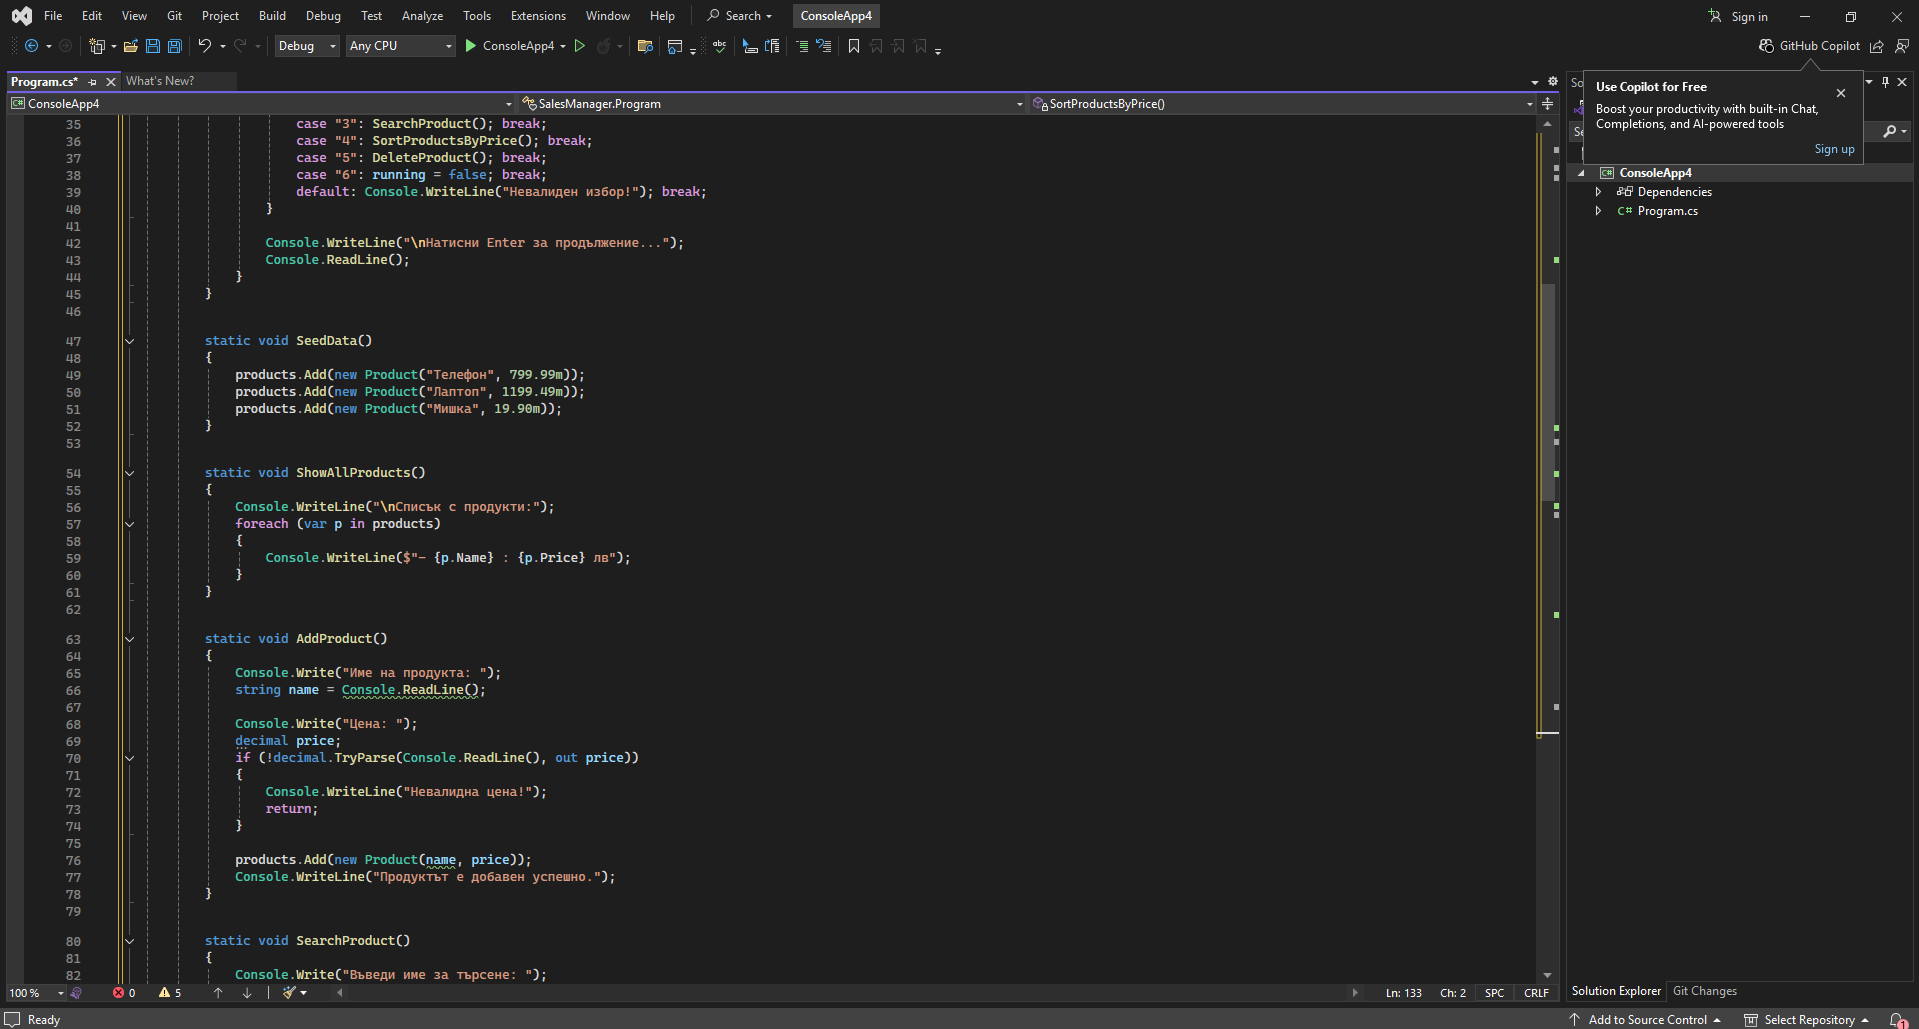 File Edit View Git Project Build Debug Test Analyze Tools Extensions Window Help Search ConsoleApp4 Sign in
Debug Any CPU ConsoleApp4 GitHub Copilot
Program.cs* What's New?
ConsoleApp4 SalesManager.Program SortProductsByPrice()
Use Copilot for Free
Boost your productivity with built-in Chat,
Completions, and AI-powered tools
Sign up
ConsoleApp4
Dependencies
C# Program.cs
35 case "3": SearchProduct(); break;
36 case "4": SortProductsByPrice(); break;
37 case "5": DeleteProduct(); break;
38 case "6": running = false; break;
39 default: Console.WriteLine("Невалиден избор!"); break;
40 }
41
42 Console.WriteLine("\nНатисни Enter за продължение...");
43 Console.ReadLine();
44 }
45 }
46
47 static void SeedData()
48 {
49 products.Add(new Product("Телефон", 799.99m));
50 products.Add(new Product("Лаптоп", 1199.49m));
51 products.Add(new Product("Мишка", 19.90m));
52 }
53
54 static void ShowAllProducts()
55 {
56 Console.WriteLine("\nСписък с продукти:");
57 foreach (var p in products)
58 {
59 Console.WriteLine($"- {p.Name} : {p.Price} лв");
60 }
61 }
62
63 static void AddProduct()
64 {
65 Console.Write("Име на продукта: ");
66 string name = Console.ReadLine();
67
68 Console.Write("Цена: ");
69 decimal price;
70 if (!decimal.TryParse(Console.ReadLine(), out price))
71 {
72 Console.WriteLine("Невалидна цена!");
73 return;
74 }
75
76 products.Add(new Product(name, price));
77 Console.WriteLine("Продуктът е добавен успешно.");
78 }
79
80 static void SearchProduct()
81 {
82 Console.Write("Въведи име за търсене: ");
100 % 0 5 Ln: 133 Ch: 2 SPC CRLF
Solution Explorer Git Changes
Ready Add to Source Control Select Repository 1